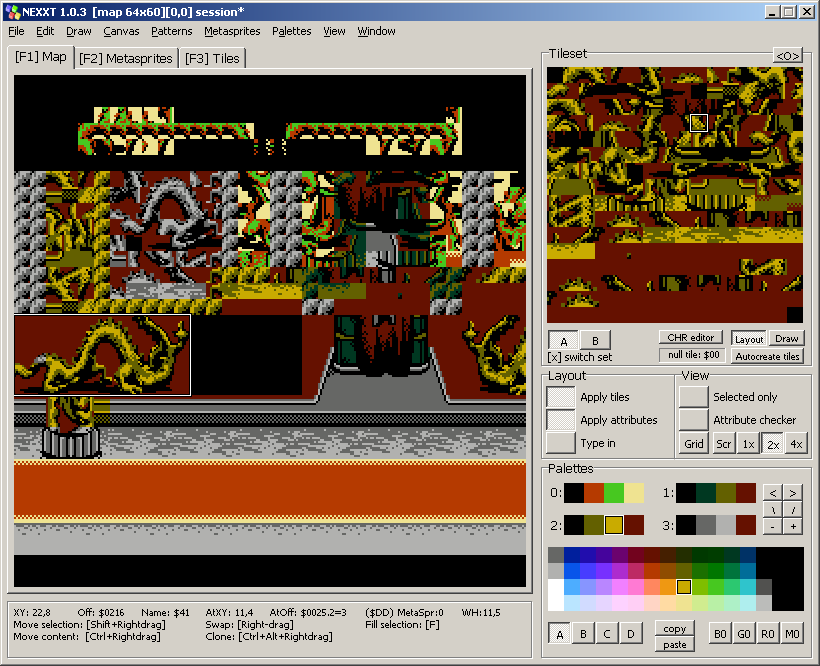 NEXXT 1.0.3 [map 64x60][0,0] session*
File Edit Draw Canvas Patterns Metasprites Palettes View Window
[F1] Map [F2] Metasprites [F3] Tiles
Tileset <O>
A B CHR editor Layout Draw
[x] switch set null tile: $00 Autocreate tiles
Layout View
Apply tiles Selected only
Apply attributes Attribute checker
Type in Grid Scr 1x 2x 4x
Palettes
0: 1: < >
\ /
2: 3: - +
A B C D copy paste B0 G0 R0 M0
XY: 22,8 Off: $0216 Name: $41 AtXY: 11,4 AtOff: $0025.2=3 ($DD) MetaSpr:0 WH:11,5
Move selection: [Shift+Rightdrag] Swap: [Right-drag] Fill selection: [F]
Move content: [Ctrl+Rightdrag] Clone: [Ctrl+Alt+Rightdrag]